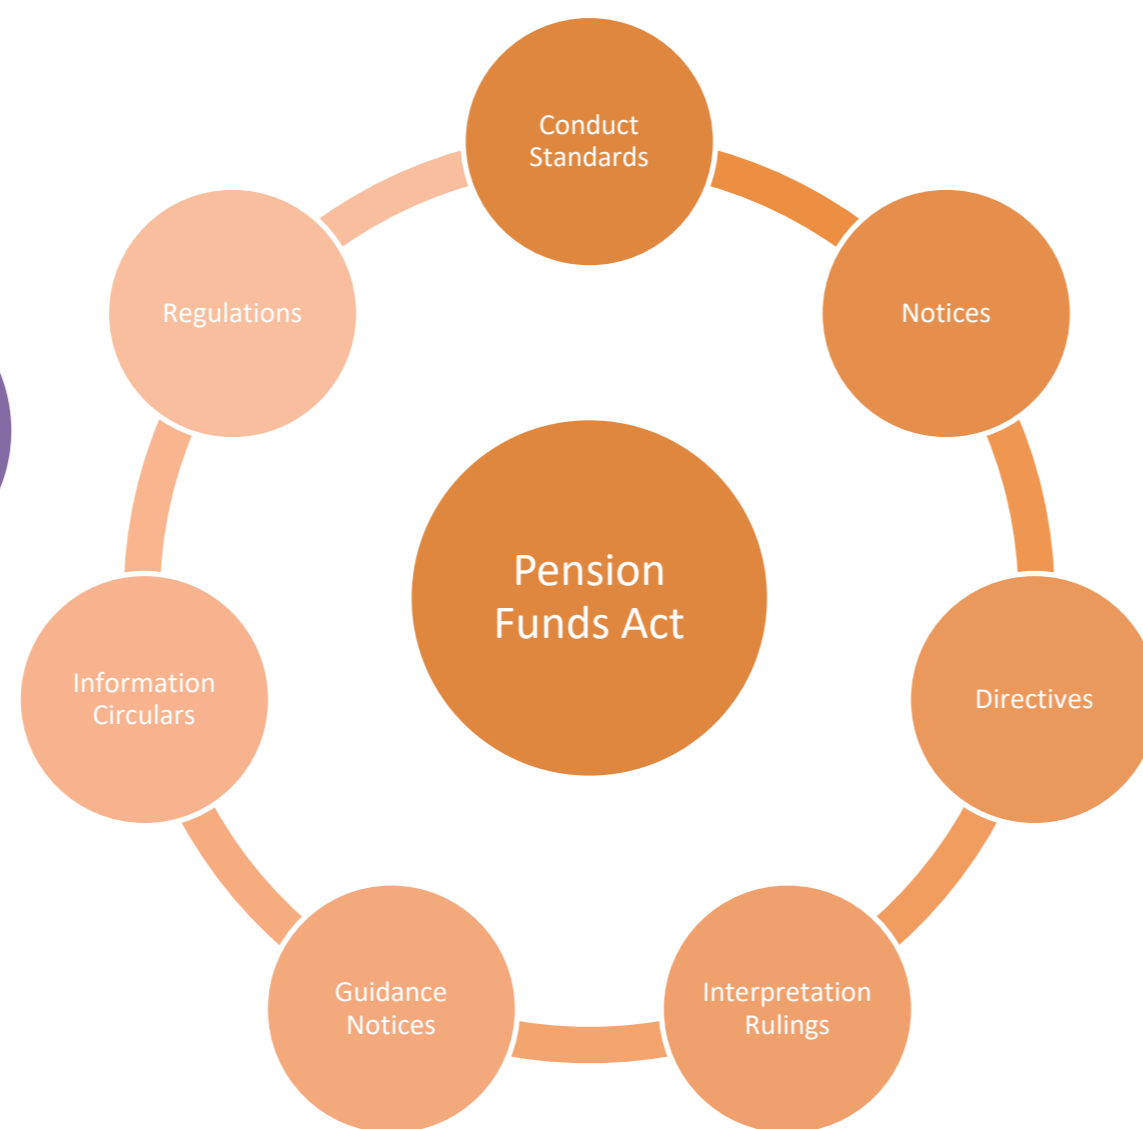 Conduct
Standards
Notices
Directives
Interpretation
Rulings
Guidance
Notices
Information
Circulars
Regulations
Pension
Funds Act